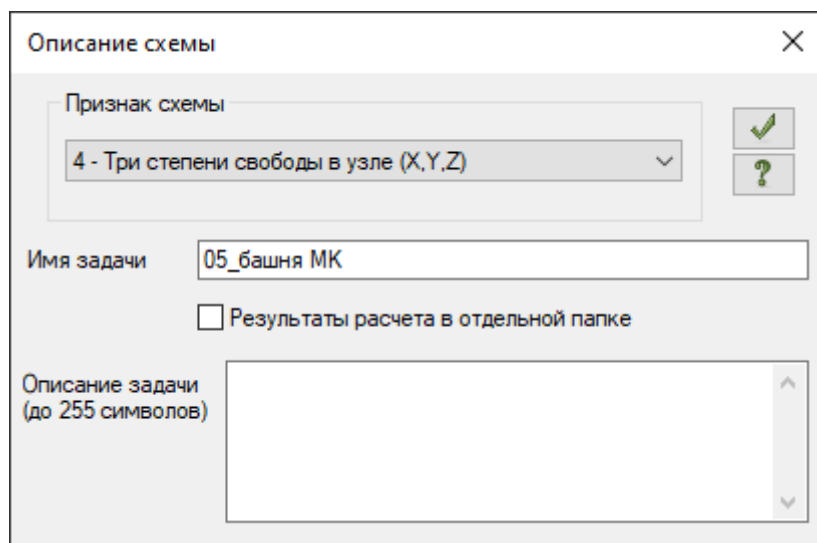 Описание схемы
Признак схемы
4 - Три степени свободы в узле (X,Y,Z)
Имя задачи
05_башня МК
Результаты расчета в отдельной папке
Описание задачи
(до 255 символов)